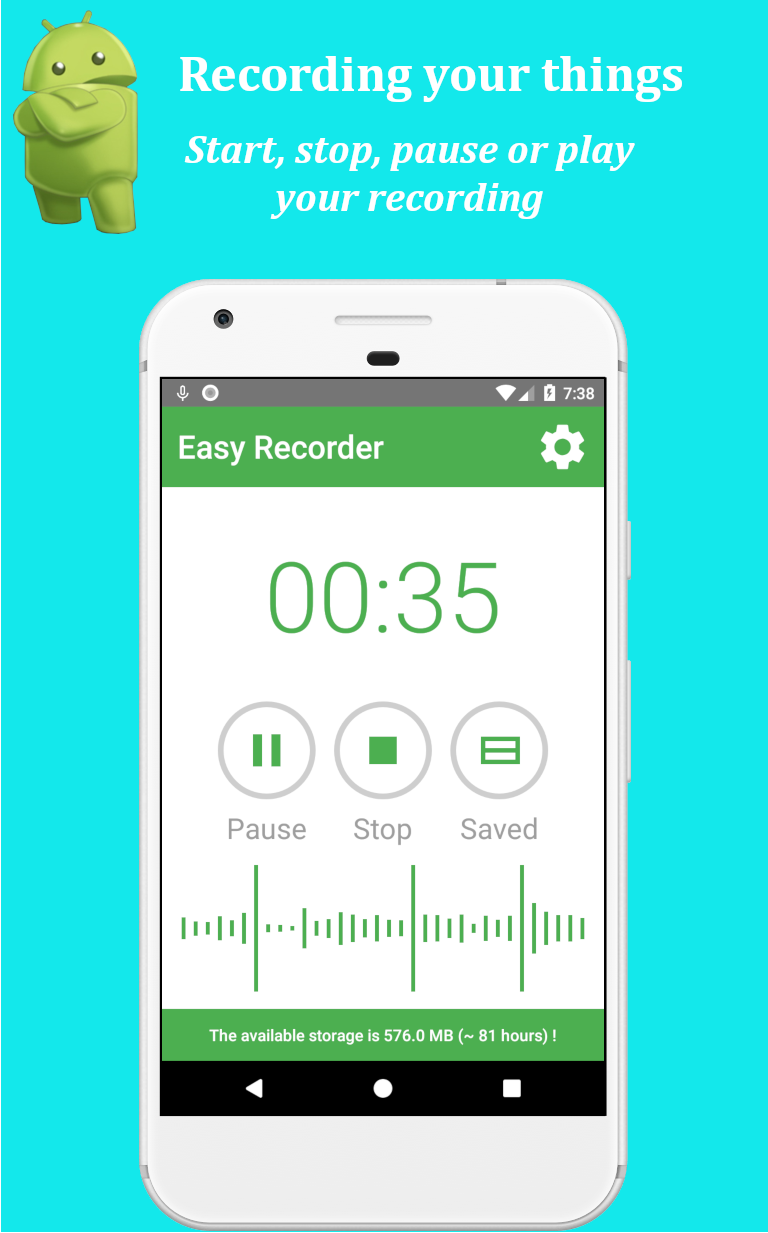 Recording your things
Start, stop, pause or play
your recording
7:38
Easy Recorder
00:35
Pause Stop Saved
The available storage is 576.0 MB (~ 81 hours) !